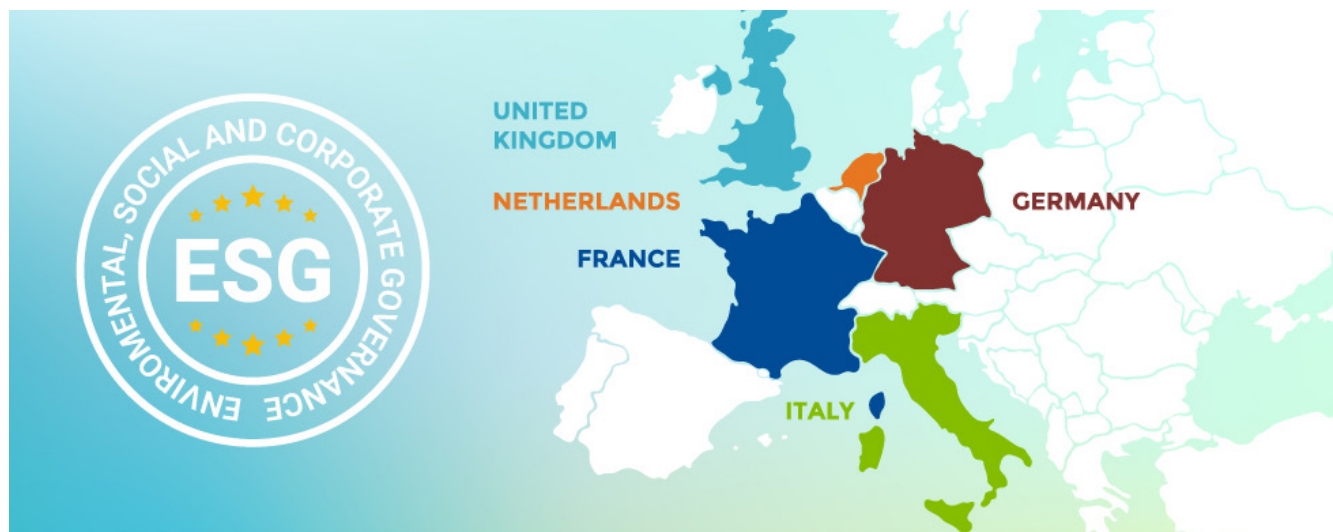 ENVIROMENTAL, SOCIAL AND CORPORATE GOVERNANCE
ESG
UNITED
KINGDOM
NETHERLANDS
FRANCE
GERMANY
ITALY